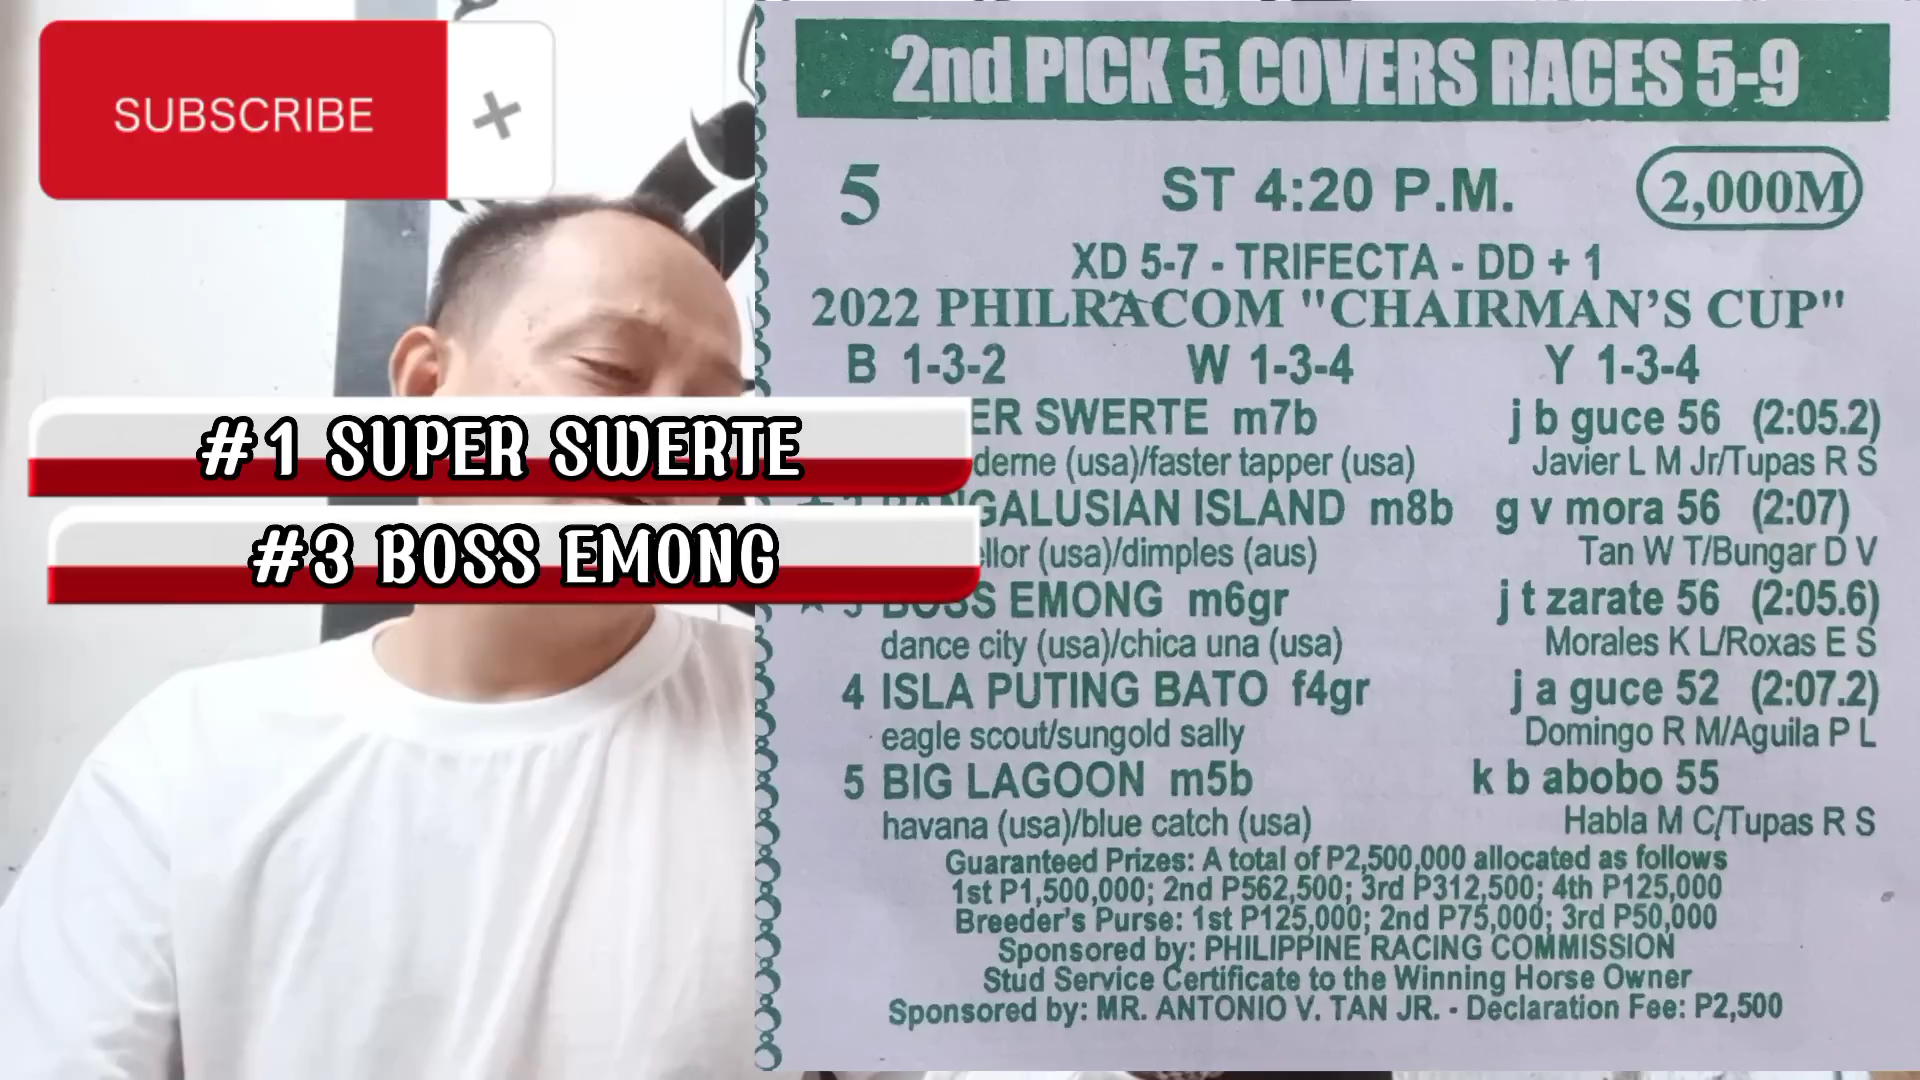 SUBSCRIBE
#1 SUPER SWERTE
#3 BOSS EMONG
2nd PICK 5 COVERS RACES 5-9
5 ST 4:20 P.M. 2,000M
XD 5-7 - TRIFECTA - DD + 1
2022 PHILRACOM "CHAIRMAN'S CUP"
B 1-3-2 W 1-3-4 Y 1-3-4
ER SWERTE m7b j b guce 56 (2:05.2)
derne (usa)/faster tapper (usa) Javier L M Jr/Tupas R S
GALUSIAN ISLAND m8b g v mora 56 (2:07)
ellor (usa)/dimples (aus) Tan W T/Bungar D V
3 BOSS EMONG m6gr j t zarate 56 (2:05.6)
dance city (usa)/chica una (usa) Morales K L/Roxas E S
4 ISLA PUTING BATO f4gr j a guce 52 (2:07.2)
eagle scout/sungold sally Domingo R M/Aguila P L
5 BIG LAGOON m5b k b abobo 55
havana (usa)/blue catch (usa) Habla M C/Tupas R S
Guaranteed Prizes: A total of P2,500,000 allocated as follows
1st P1,500,000; 2nd P562,500; 3rd P312,500; 4th P125,000
Breeder's Purse: 1st P125,000; 2nd P75,000; 3rd P50,000
Sponsored by: PHILIPPINE RACING COMMISSION
Stud Service Certificate to the Winning Horse Owner
Sponsored by: MR. ANTONIO V. TAN JR. - Declaration Fee: P2,500